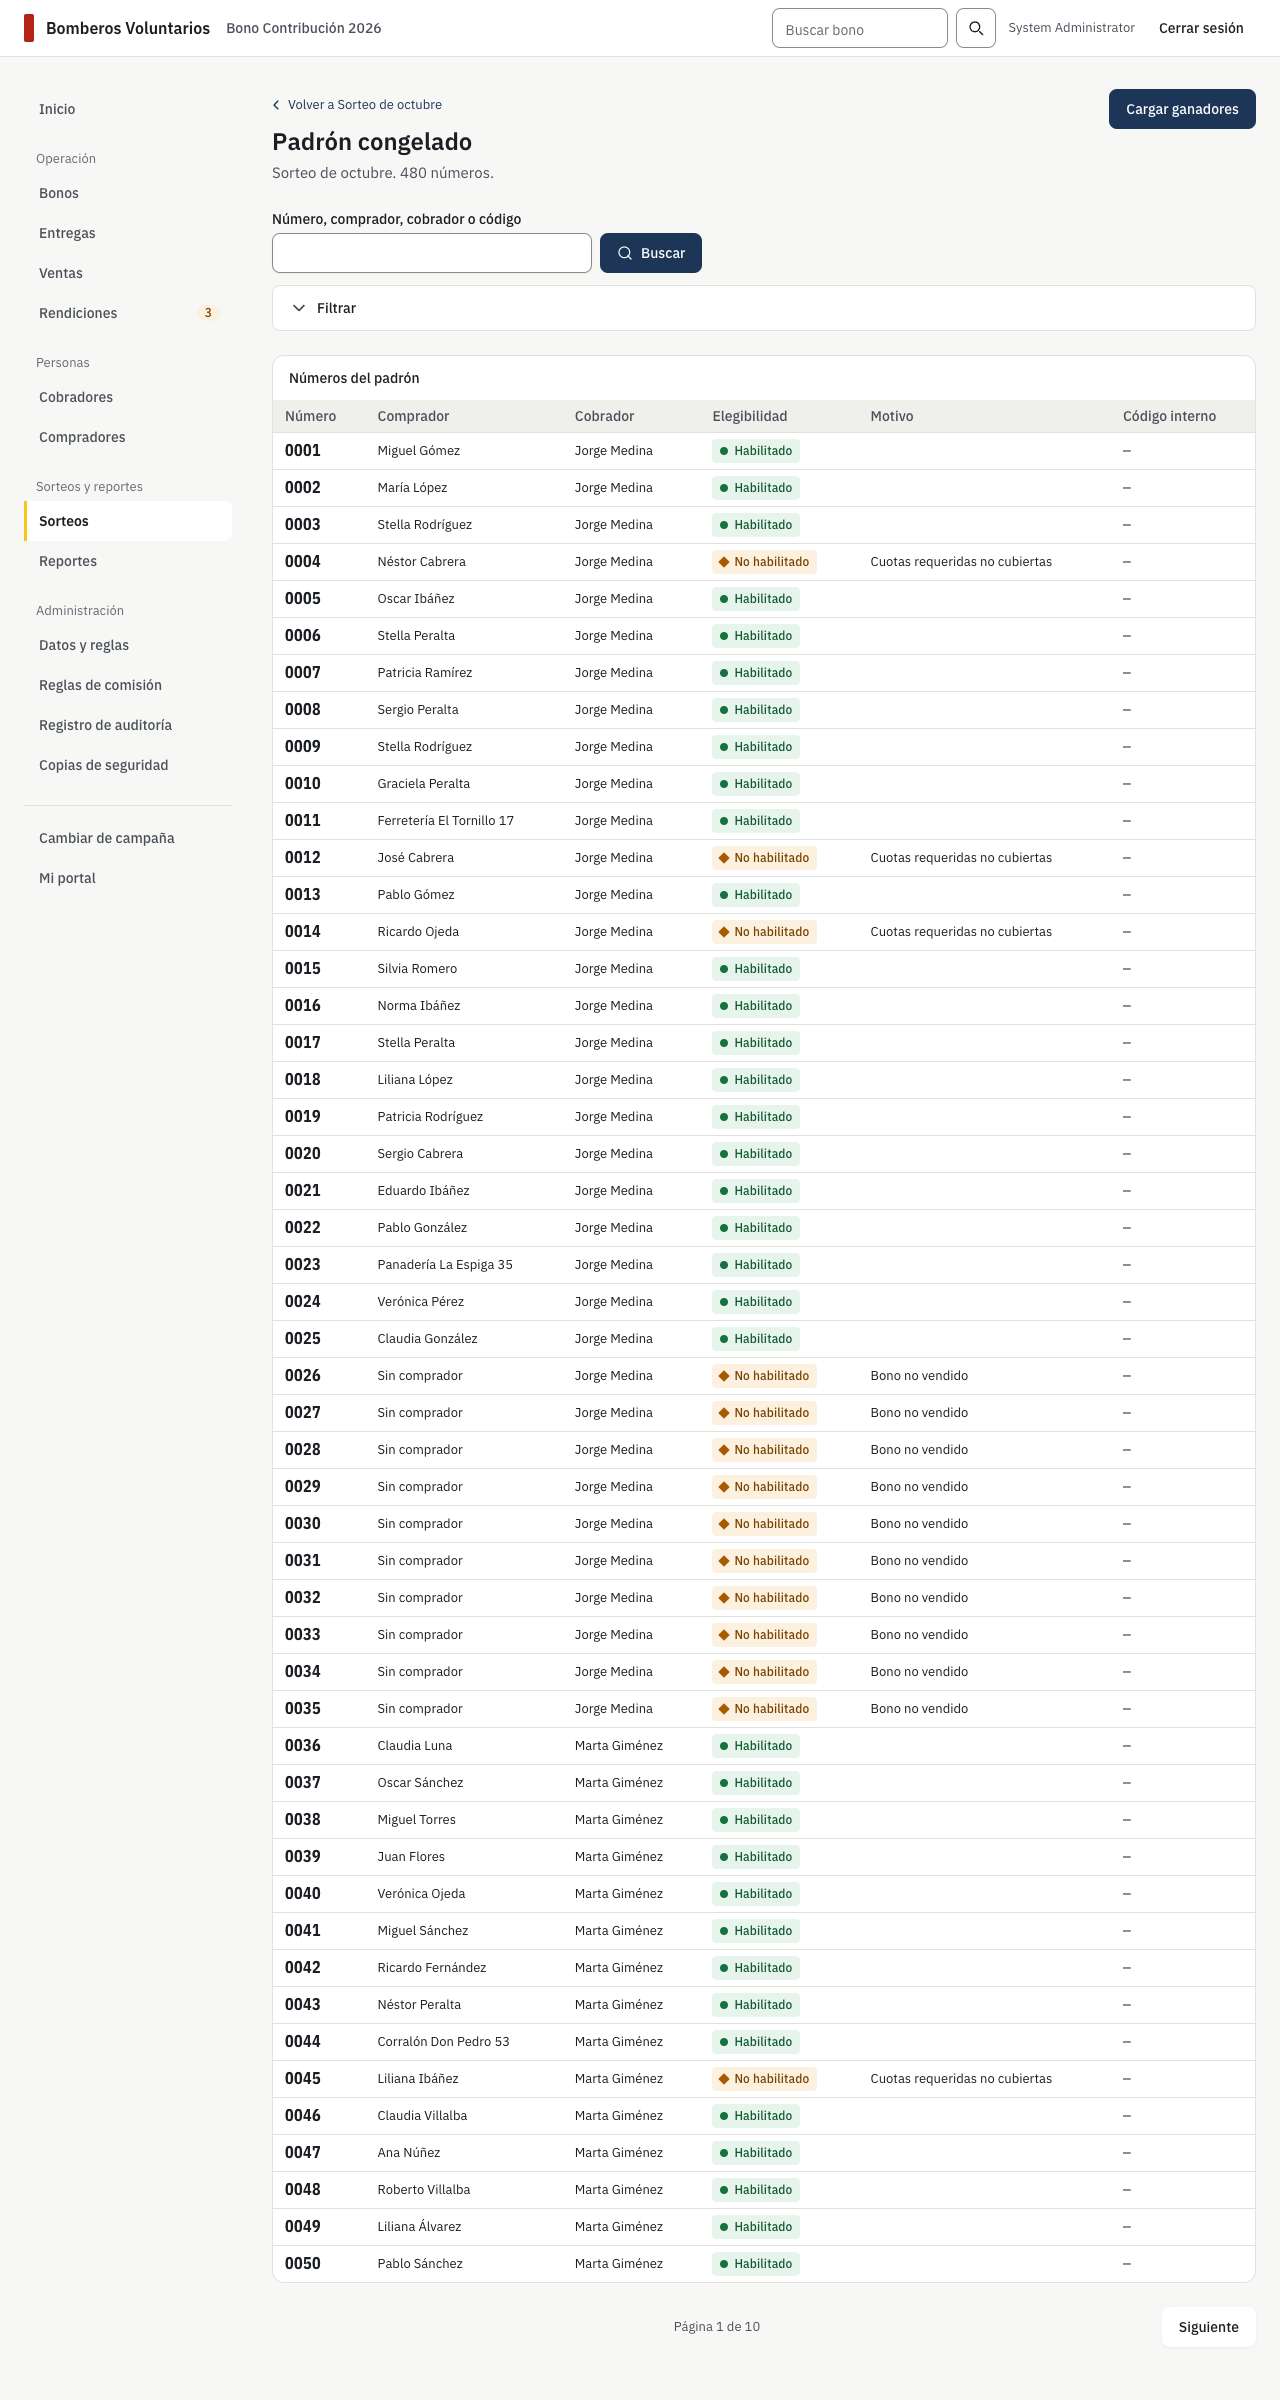 Bomberos Voluntarios Bono Contribución 2026 Buscar bono System Administrator Cerrar sesión
Inicio
Operación
Bonos
Entregas
Ventas
Rendiciones 3
Personas
Cobradores
Compradores
Sorteos y reportes
Sorteos
Reportes
Administración
Datos y reglas
Reglas de comisión
Registro de auditoría
Copias de seguridad
Cambiar de campaña
Mi portal
Volver a Sorteo de octubre
Cargar ganadores
Padrón congelado
Sorteo de octubre. 480 números.
Número, comprador, cobrador o código
Buscar
Filtrar
Números del padrón
Número Comprador Cobrador Elegibilidad Motivo Código interno
0001 Miguel Gómez Jorge Medina Habilitado –
0002 María López Jorge Medina Habilitado –
0003 Stella Rodríguez Jorge Medina Habilitado –
0004 Néstor Cabrera Jorge Medina No habilitado Cuotas requeridas no cubiertas –
0005 Oscar Ibáñez Jorge Medina Habilitado –
0006 Stella Peralta Jorge Medina Habilitado –
0007 Patricia Ramírez Jorge Medina Habilitado –
0008 Sergio Peralta Jorge Medina Habilitado –
0009 Stella Rodríguez Jorge Medina Habilitado –
0010 Graciela Peralta Jorge Medina Habilitado –
0011 Ferretería El Tornillo 17 Jorge Medina Habilitado –
0012 José Cabrera Jorge Medina No habilitado Cuotas requeridas no cubiertas –
0013 Pablo Gómez Jorge Medina Habilitado –
0014 Ricardo Ojeda Jorge Medina No habilitado Cuotas requeridas no cubiertas –
0015 Silvia Romero Jorge Medina Habilitado –
0016 Norma Ibáñez Jorge Medina Habilitado –
0017 Stella Peralta Jorge Medina Habilitado –
0018 Liliana López Jorge Medina Habilitado –
0019 Patricia Rodríguez Jorge Medina Habilitado –
0020 Sergio Cabrera Jorge Medina Habilitado –
0021 Eduardo Ibáñez Jorge Medina Habilitado –
0022 Pablo González Jorge Medina Habilitado –
0023 Panadería La Espiga 35 Jorge Medina Habilitado –
0024 Verónica Pérez Jorge Medina Habilitado –
0025 Claudia González Jorge Medina Habilitado –
0026 Sin comprador Jorge Medina No habilitado Bono no vendido –
0027 Sin comprador Jorge Medina No habilitado Bono no vendido –
0028 Sin comprador Jorge Medina No habilitado Bono no vendido –
0029 Sin comprador Jorge Medina No habilitado Bono no vendido –
0030 Sin comprador Jorge Medina No habilitado Bono no vendido –
0031 Sin comprador Jorge Medina No habilitado Bono no vendido –
0032 Sin comprador Jorge Medina No habilitado Bono no vendido –
0033 Sin comprador Jorge Medina No habilitado Bono no vendido –
0034 Sin comprador Jorge Medina No habilitado Bono no vendido –
0035 Sin comprador Jorge Medina No habilitado Bono no vendido –
0036 Claudia Luna Marta Giménez Habilitado –
0037 Oscar Sánchez Marta Giménez Habilitado –
0038 Miguel Torres Marta Giménez Habilitado –
0039 Juan Flores Marta Giménez Habilitado –
0040 Verónica Ojeda Marta Giménez Habilitado –
0041 Miguel Sánchez Marta Giménez Habilitado –
0042 Ricardo Fernández Marta Giménez Habilitado –
0043 Néstor Peralta Marta Giménez Habilitado –
0044 Corralón Don Pedro 53 Marta Giménez Habilitado –
0045 Liliana Ibáñez Marta Giménez No habilitado Cuotas requeridas no cubiertas –
0046 Claudia Villalba Marta Giménez Habilitado –
0047 Ana Núñez Marta Giménez Habilitado –
0048 Roberto Villalba Marta Giménez Habilitado –
0049 Liliana Álvarez Marta Giménez Habilitado –
0050 Pablo Sánchez Marta Giménez Habilitado –
Página 1 de 10 Siguiente